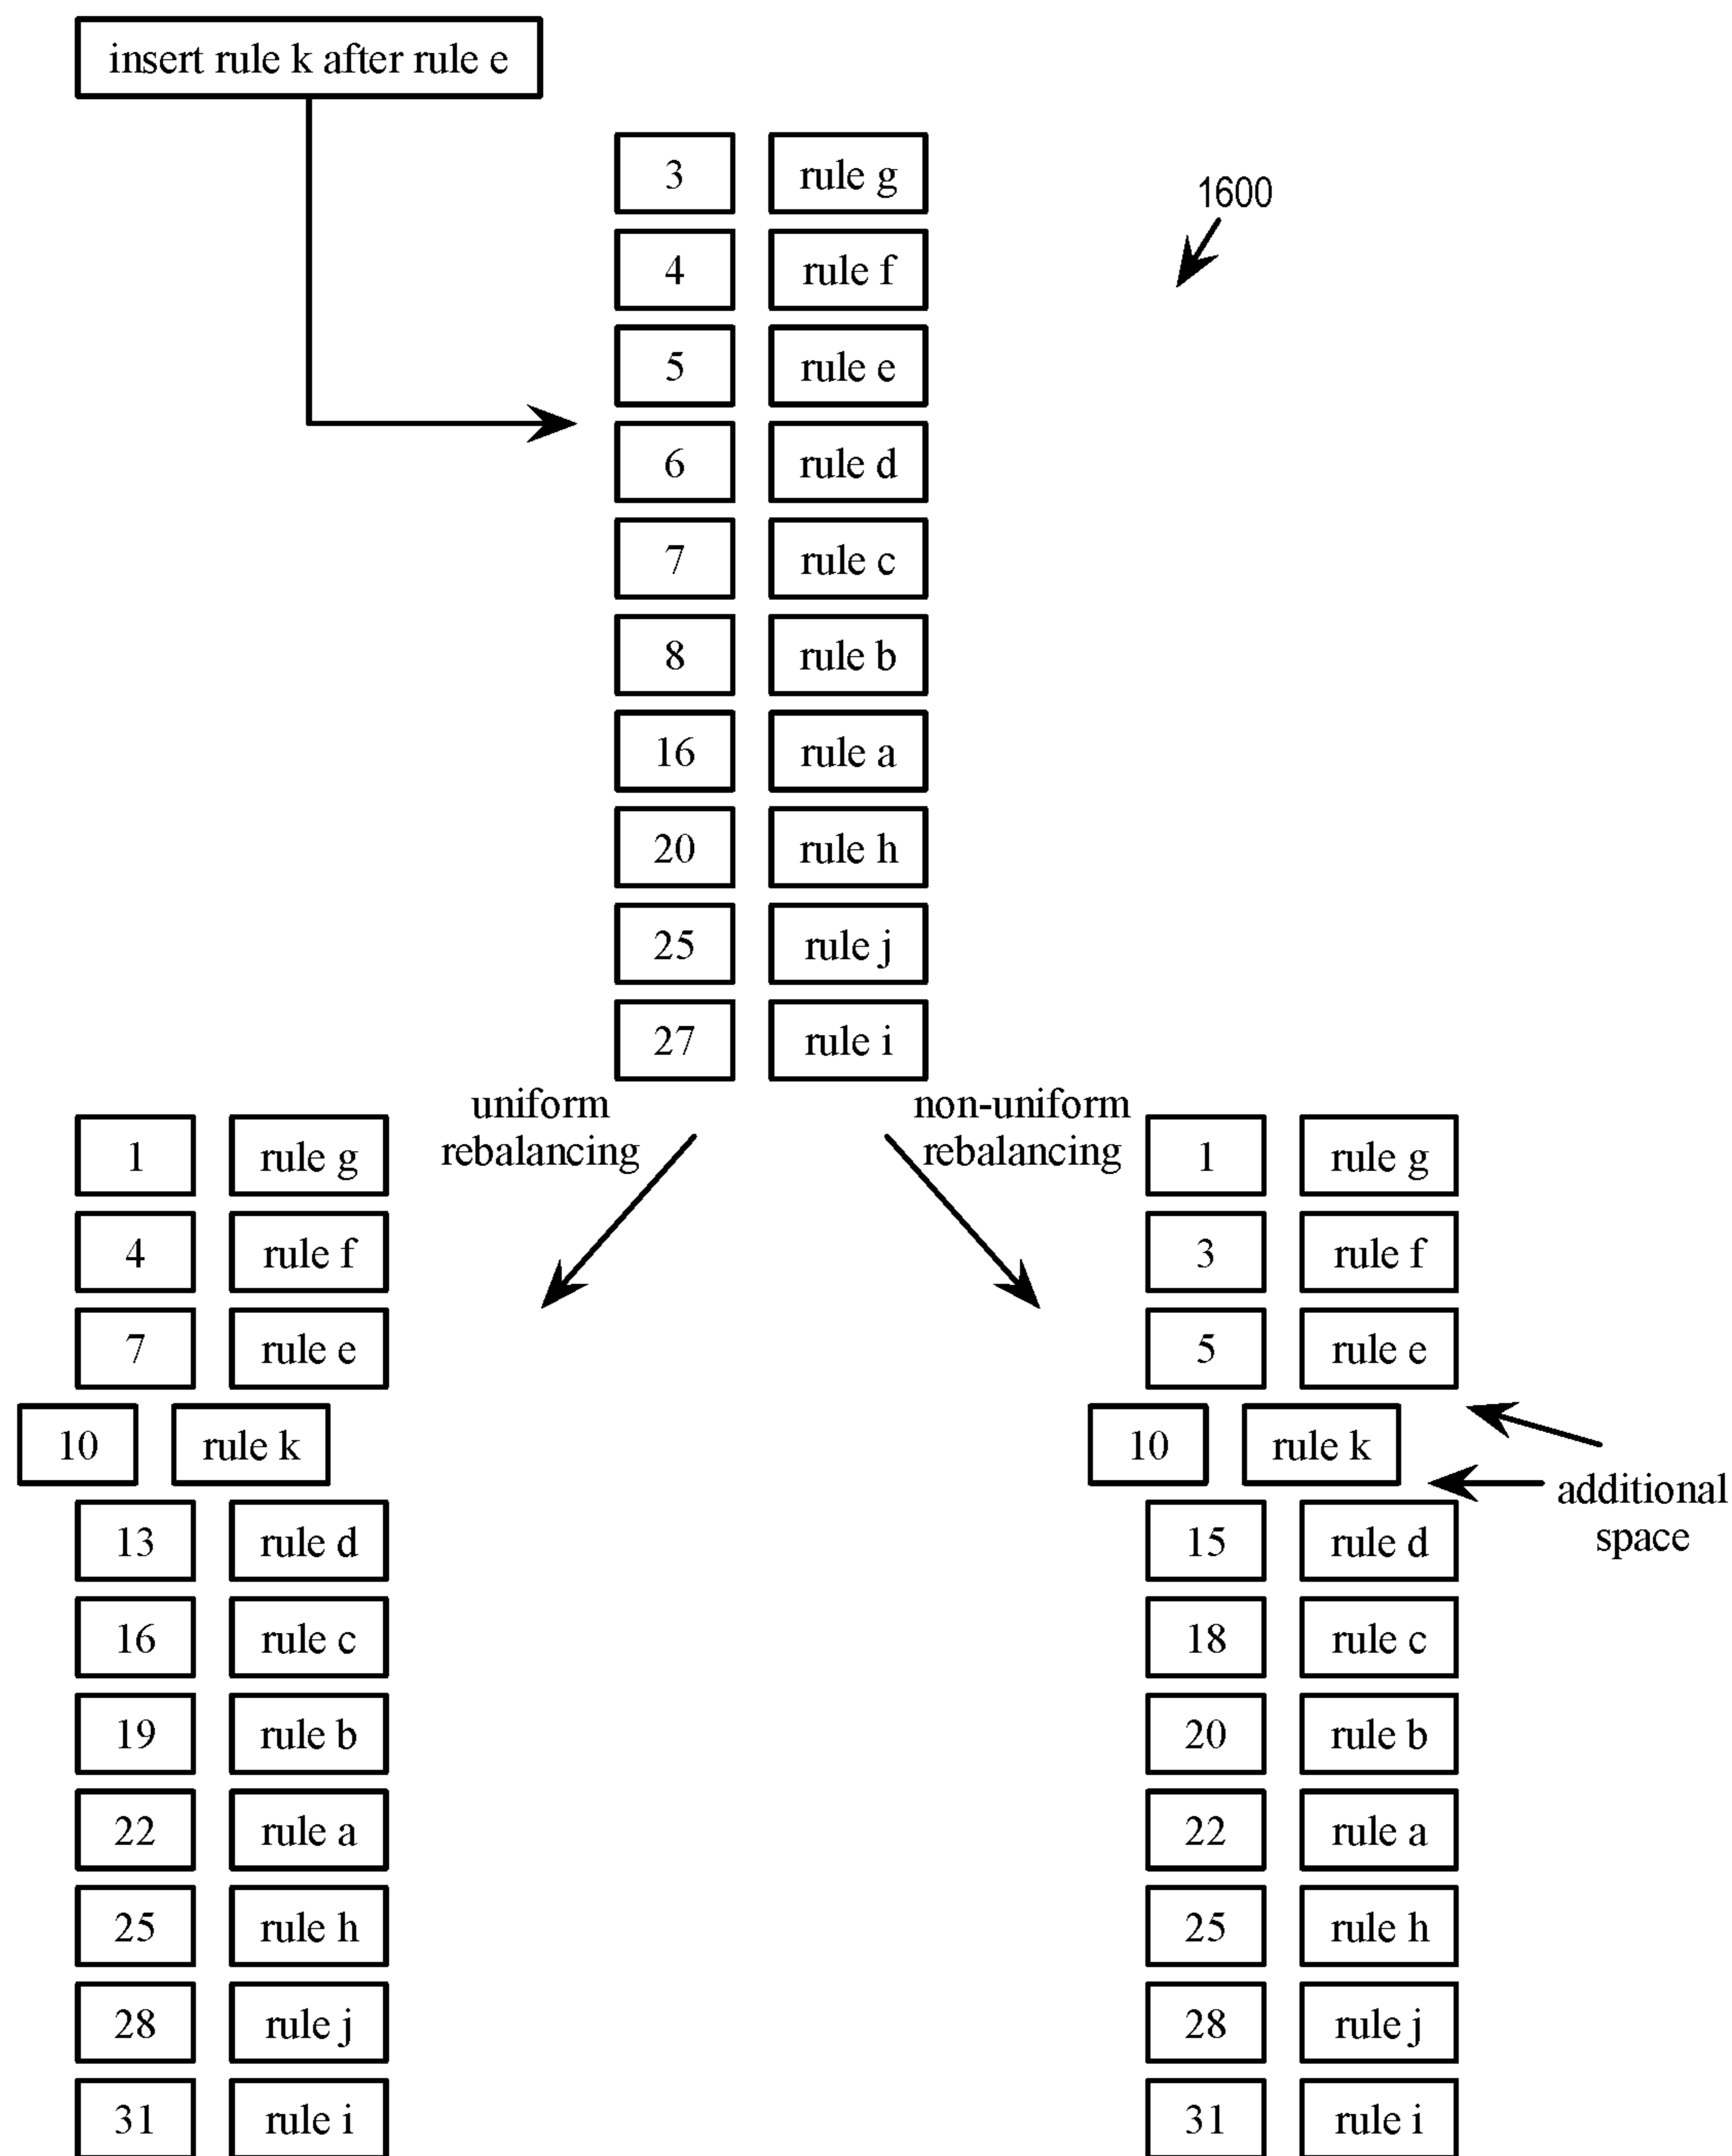 insert rule k after rule e
3 rule g
1600
4 rule f
5 rule e
6 rule d
7 rule c
8 rule b
16 rule a
20 rule h
25 rule j
27 rule i
uniform
rebalancing
non-uniform
rebalancing
1 rule g
4 rule f
7 rule e
10 rule k
13 rule d
16 rule c
19 rule b
22 rule a
25 rule h
28 rule j
31 rule i
1 rule g
3 rule f
5 rule e
10 rule k
additional
space
15 rule d
18 rule c
20 rule b
22 rule a
25 rule h
28 rule j
31 rule i